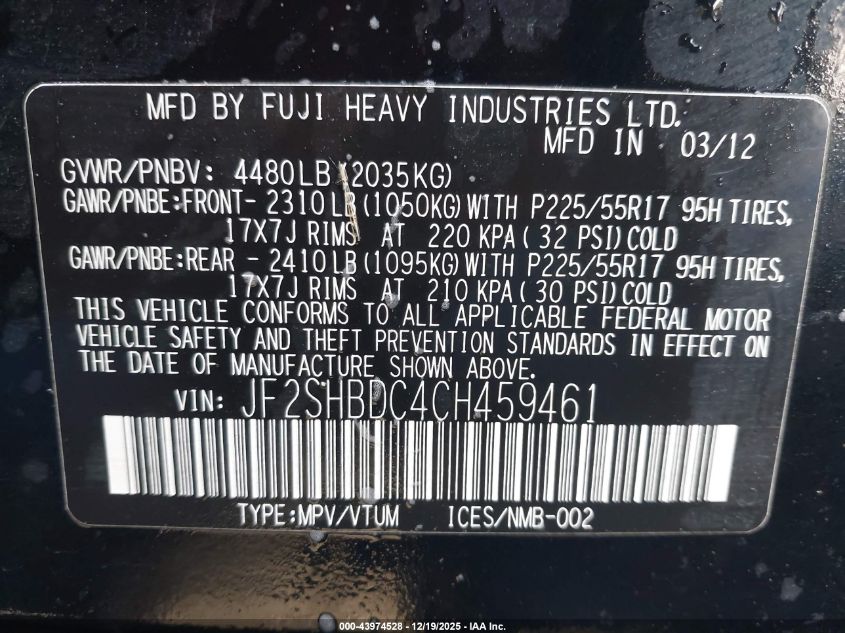 MFD BY FUJI HEAVY INDUSTRIES LTD.
MFD IN 03/12
GVWR/PNBV: 4480LB (2035KG)
GAWR/PNBE:FRONT- 2310LB(1050KG)WITH P225/55R17 95H TIRES,
17X7J RIMS AT 220 KPA( 32 PSI)COLD
GAWR/PNBE:REAR - 2410LB(1095KG)WITH P225/55R17 95H TIRES,
17X7J RIMS AT 210 KPA( 30 PSI)COLD
THIS VEHICLE CONFORMS TO ALL APPLICABLE FEDERAL MOTOR
VEHICLE SAFETY AND THEFT PREVENTION STANDARDS IN EFFECT ON
THE DATE OF MANUFACTURE SHOWN ABOVE.
VIN: JF2SHBDC4CH459461
TYPE:MPV/VTUM ICES/NMB-002
000-43974528 - 12/19/2025 - IAA Inc.